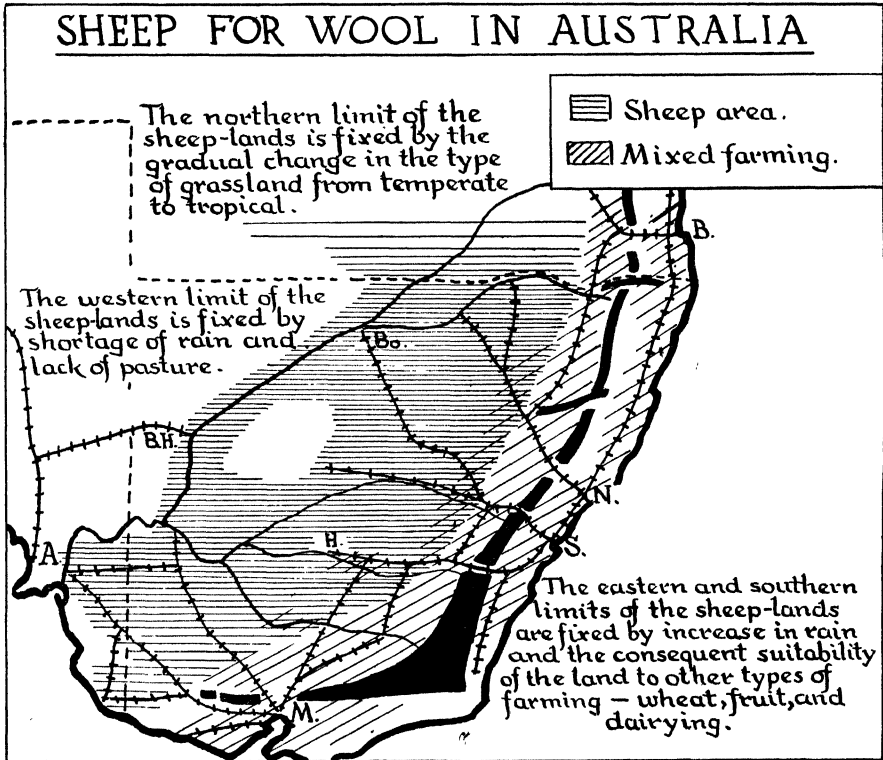 SHEEP FOR WOOL IN AUSTRALIA
Sheep area.
Mixed farming.
The northern limit of the
sheep-lands is fixed by the
gradual change in the type
of grassland from temperate
to tropical.
B.
The western limit of the
sheep-lands is fixed by
shortage of rain and
lack of pasture.
Bo.
B.H.
N.
H.
S.
A
The eastern and southern
limits of the sheep-lands
are fixed by increase in rain
and the consequent suitability
of the land to other types of
farming – wheat, fruit, and
dairying.
M.